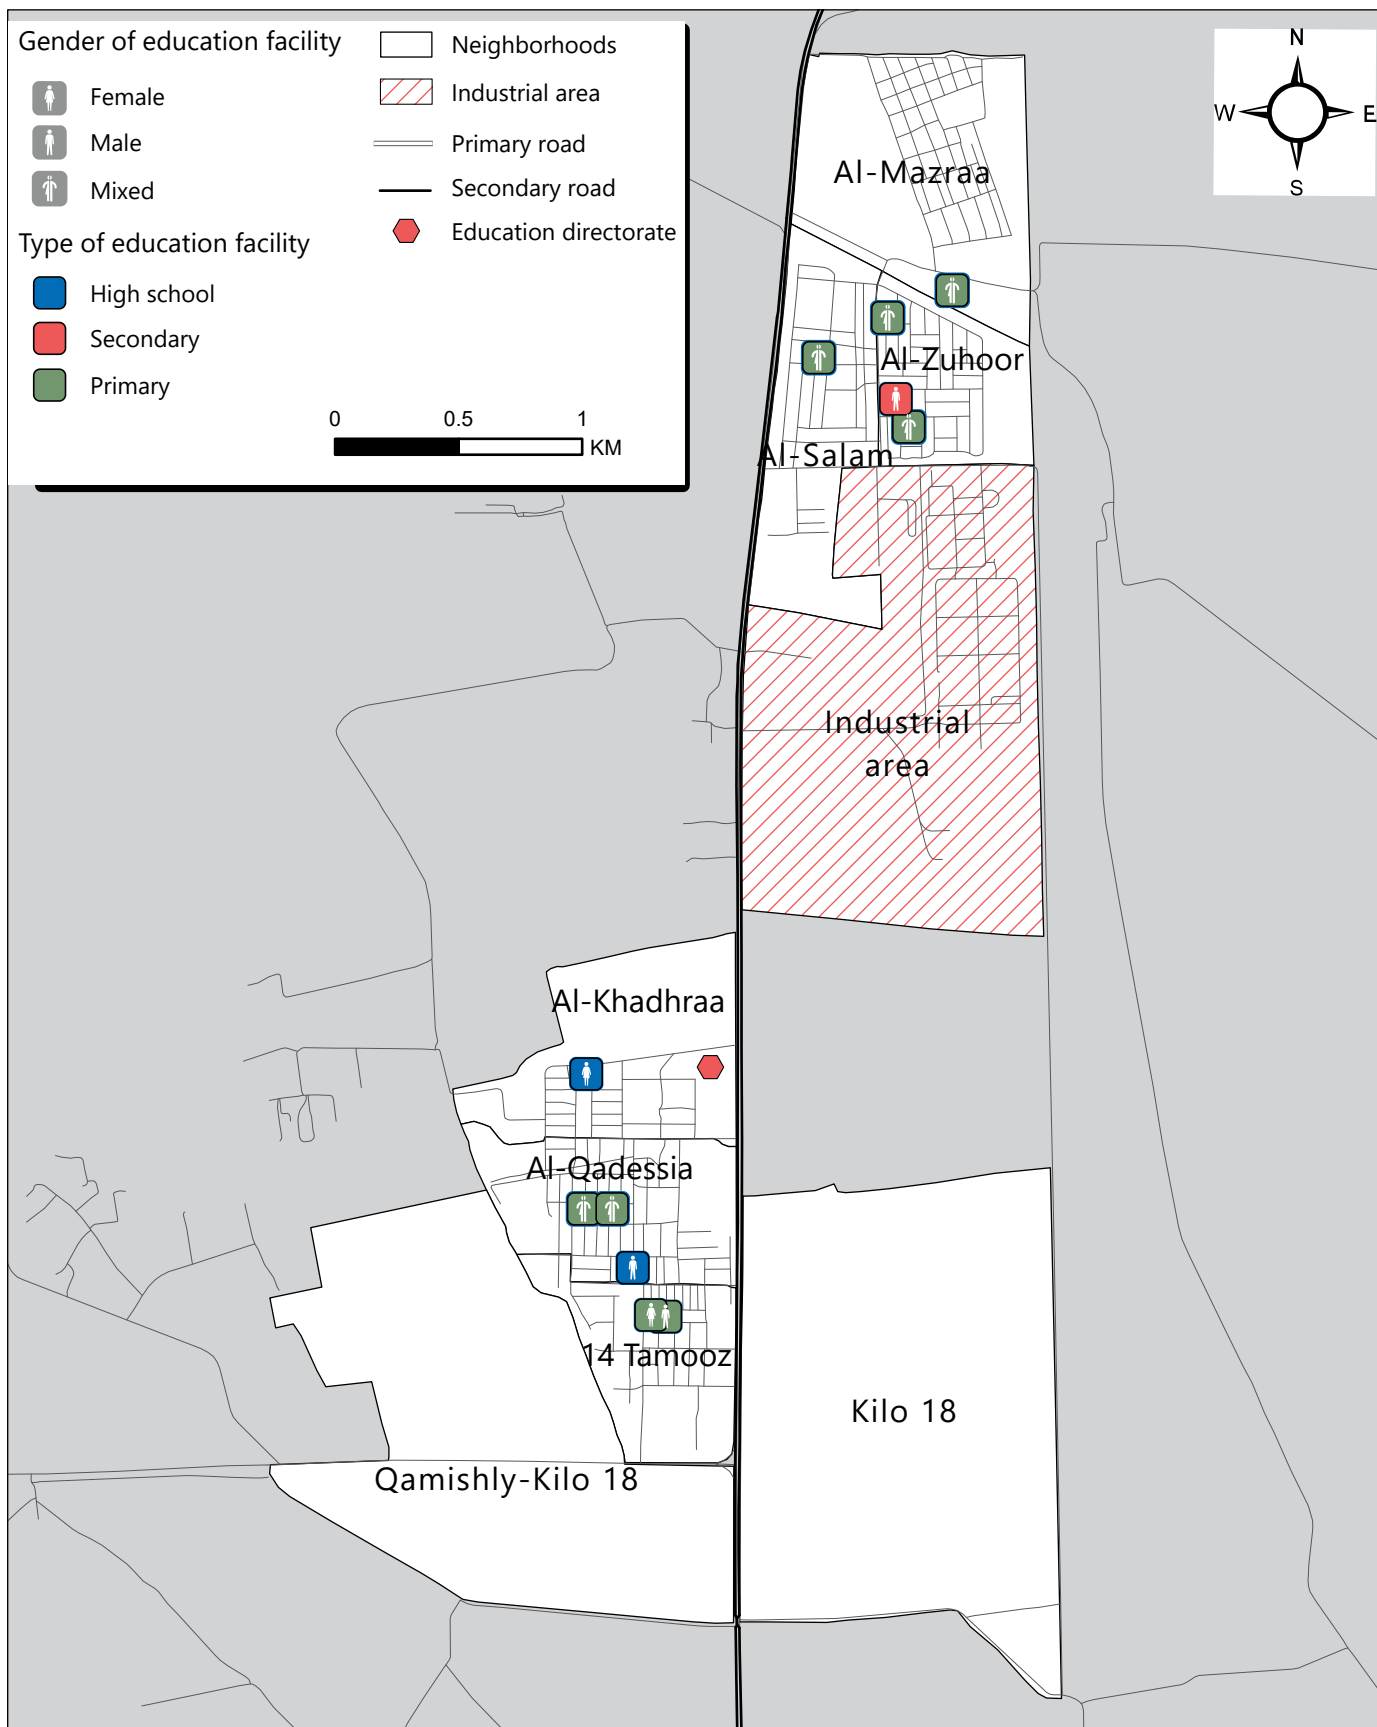 Gender of education facility
Female
Male
Mixed
Type of education facility
High school
Secondary
Primary
Neighborhoods
Industrial area
Primary road
Secondary road
Education directorate
0 0.5 1
KM
N
W E
S
Al-Mazraa
Al-Zuhoor
Al-Salam
Industrial
area
Al-Khadhraa
Al-Qadessia
14 Tamooz
Kilo 18
Qamishly-Kilo 18